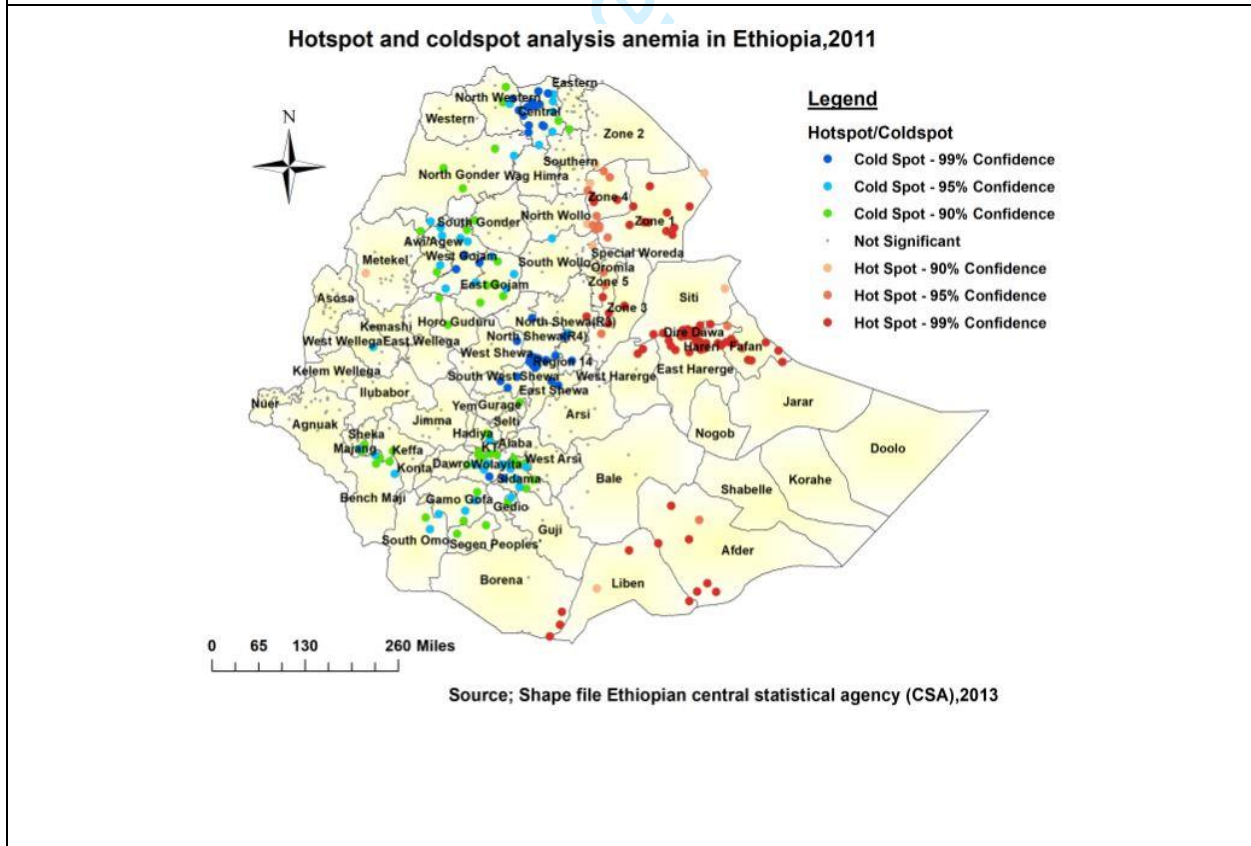 Hotspot and coldspot analysis anemia in Ethiopia,2011
N
Legend
Hotspot/Coldspot
Cold Spot - 99% Confidence
Cold Spot - 95% Confidence
Cold Spot - 90% Confidence
Not Significant
Hot Spot - 90% Confidence
Hot Spot - 95% Confidence
Hot Spot - 99% Confidence
Eastern
North Western
Central
Western
Zone 2
Southern
North Gonder
Wag Himra
Zone 4
South Gonder
North Wollo
Zone 1
Awi/Agew
West Gojam
Metekel
South Wollo
Special Woreda
Oromia
East Gojam
Zone 5
Asosa
Siti
Zone 3
Horo Guduru
North Shewa(R3)
Kemashi
Dire Dawa
West Wellega
East Wellega
North Shewa(R4)
Hareri
Fafan
West Shewa
Region 14
Kelem Wellega
South West Shewa
West Harerge
East Harerge
Ilubabor
East Shewa
Nuer
Yem
Gurage
Arsi
Jarar
Agnuak
Jimma
Selti
Sheka
Hadiya
Nogob
Majang
Keffa
KT
Alaba
Doolo
Konta
Dawro
Wolayita
West Arsi
Bale
Korahe
Sidama
Shabelle
Bench Maji
Gamo Gofa
Gedio
Guji
South Omo
Segen Peoples'
Afder
Borena
Liben
0 65 130 260 Miles
Source; Shape file Ethiopian central statistical agency (CSA),2013